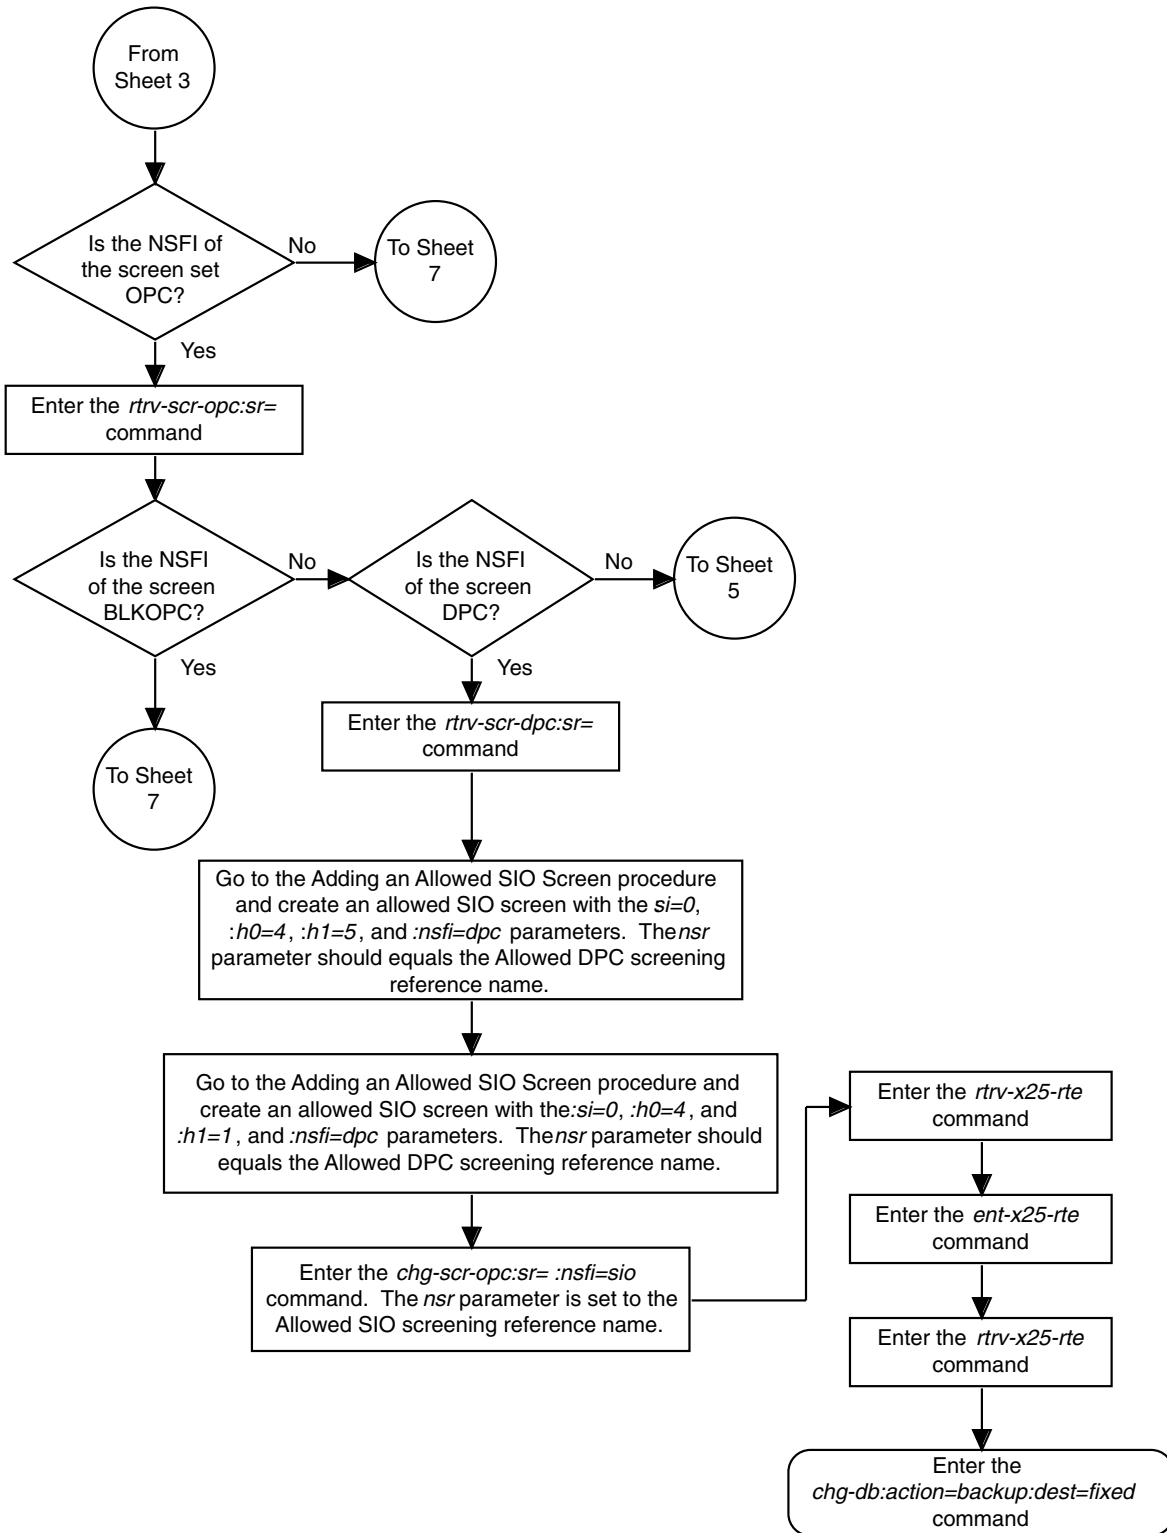 From
Sheet 3
Is the NSFI of
the screen set
OPC?
No
To Sheet
7
Yes
Enter the rtrv-scr-opc:sr=
command
Is the NSFI
of the screen
BLKOPC?
No
Is the NSFI
of the screen
DPC?
No
To Sheet
5
Yes
To Sheet
7
Yes
Enter the rtrv-scr-dpc:sr=
command
Go to the Adding an Allowed SIO Screen procedure
and create an allowed SIO screen with the si=0,
:h0=4, :h1=5, and :nsfi=dpc parameters. The nsr
parameter should equals the Allowed DPC screening
reference name.
Go to the Adding an Allowed SIO Screen procedure and
create an allowed SIO screen with the:si=0, :h0=4, and
:h1=1, and :nsfi=dpc parameters. The nsr parameter should
equals the Allowed DPC screening reference name.
Enter the chg-scr-opc:sr= :nsfi=sio
command. The nsr parameter is set to the
Allowed SIO screening reference name.
Enter the rtrv-x25-rte
command
Enter the ent-x25-rte
command
Enter the rtrv-x25-rte
command
Enter the
chg-db:action=backup:dest=fixed
command